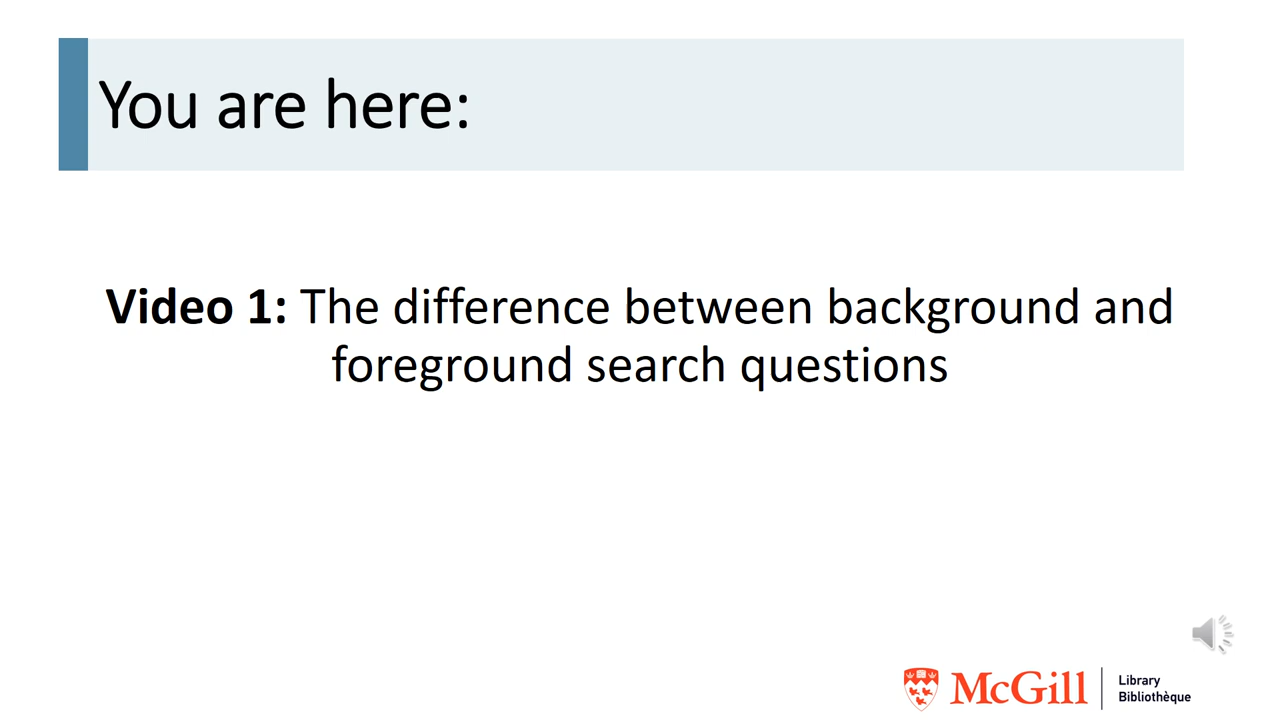 You are here:
Video 1: The difference between background and
foreground search questions
McGill
Library
Bibliothèque